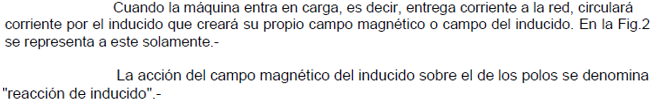 Cuando la máquina entra en carga, es decir, entrega corriente a la red, circulará
corriente por el inducido que creará su propio campo magnético o campo del inducido. En la Fig.2
se representa a este solamente.-
La acción del campo magnético del inducido sobre el de los polos se denomina
"reacción de inducido".-